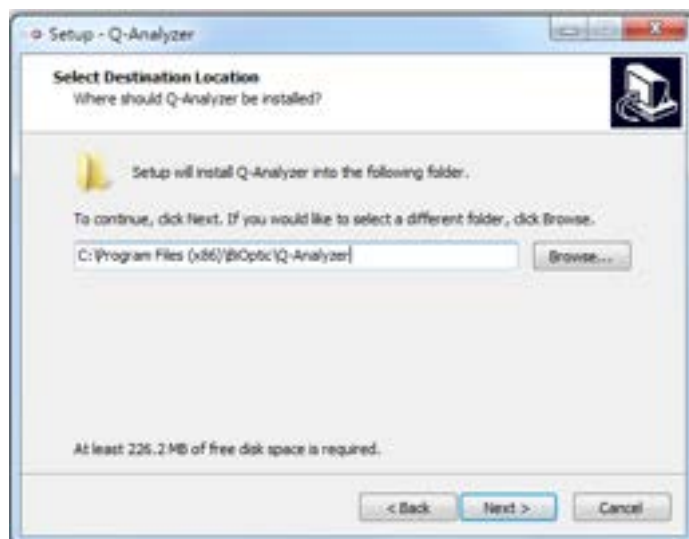 Setup - Q-Analyzer
Select Destination Location
Where should Q-Analyzer be installed?
Setup will install Q-Analyzer into the following folder.
To continue, click Next. If you would like to select a different folder, click Browse.
C:\Program Files (x86)\BiOptic\Q-Analyzer
Browse...
At least 226.2 MB of free disk space is required.
< Back
Next >
Cancel